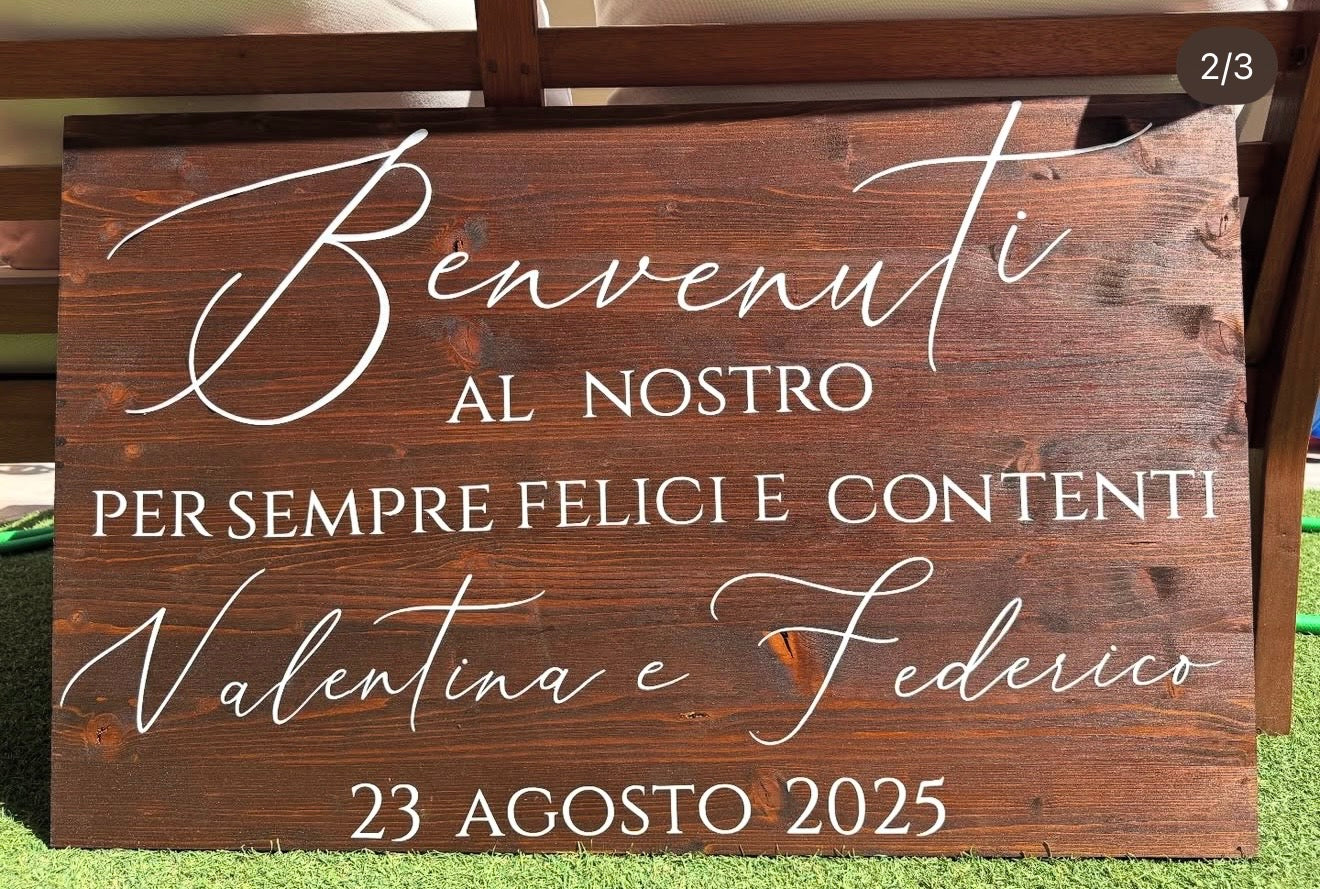 2/3
Benvenuti
AL NOSTRO
PER SEMPRE FELICI E CONTENTI
Valentina e Federico
23 AGOSTO 2025